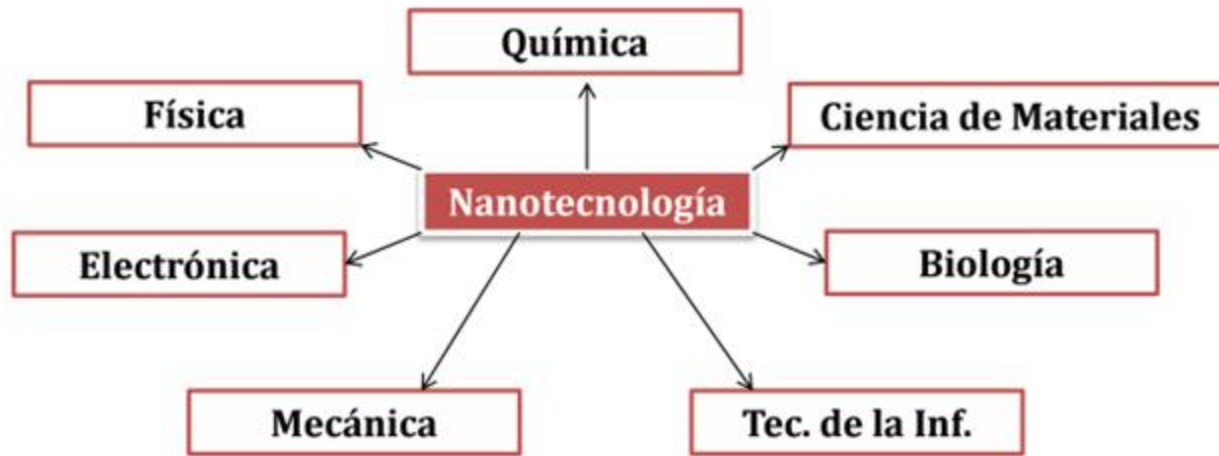 Química
Física
Ciencia de Materiales
Nanotecnología
Electrónica
Biología
Mecánica
Tec. de la Inf.